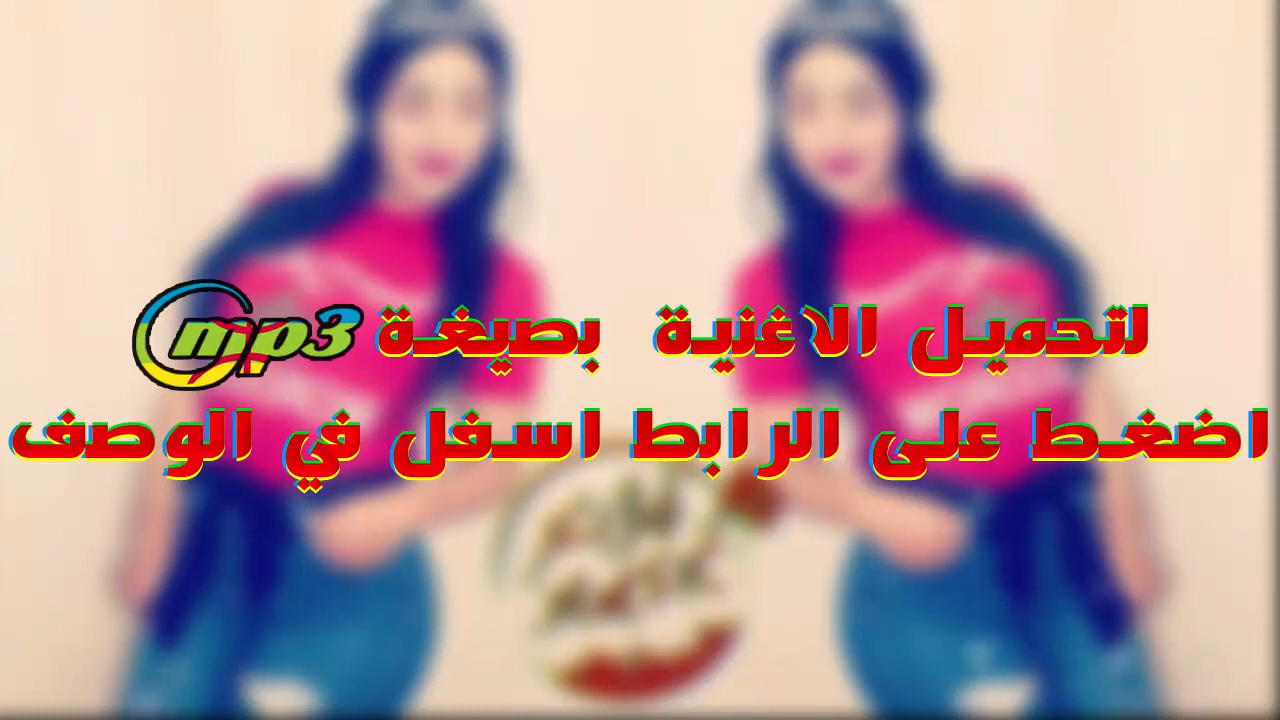 لتحميل الاغنية بصيغة mp3
اضغط على الرابط اسفل في الوصف